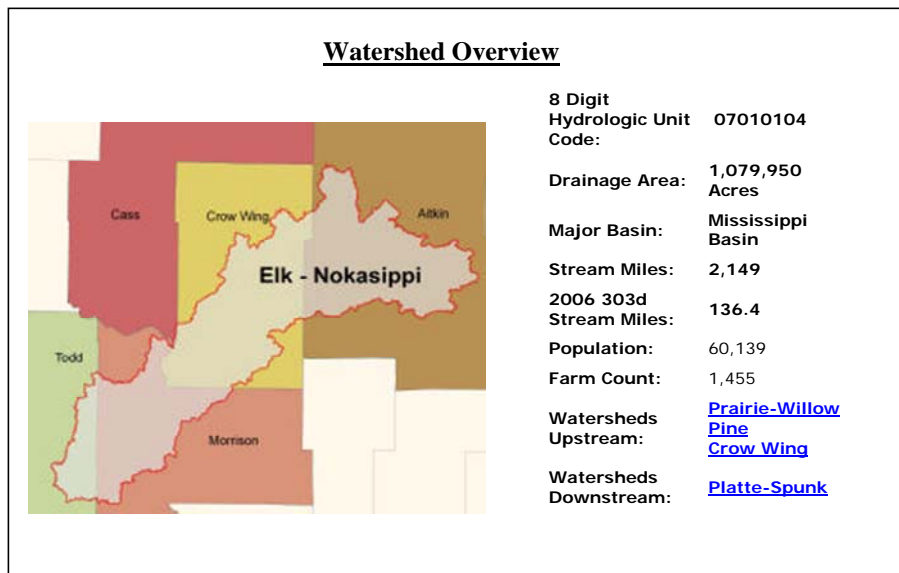 Watershed Overview
Cass
Crow Wing
Aitkin
Elk - Nokasippi
Todd
Morrison
8 Digit
Hydrologic Unit 07010104
Code:
Drainage Area: 1,079,950
Acres
Major Basin: Mississippi
Basin
Stream Miles: 2,149
2006 303d
Stream Miles: 136.4
Population: 60,139
Farm Count: 1,455
Watersheds
Upstream:
Prairie-Willow
Pine
Crow Wing
Watersheds
Downstream:
Platte-Spunk